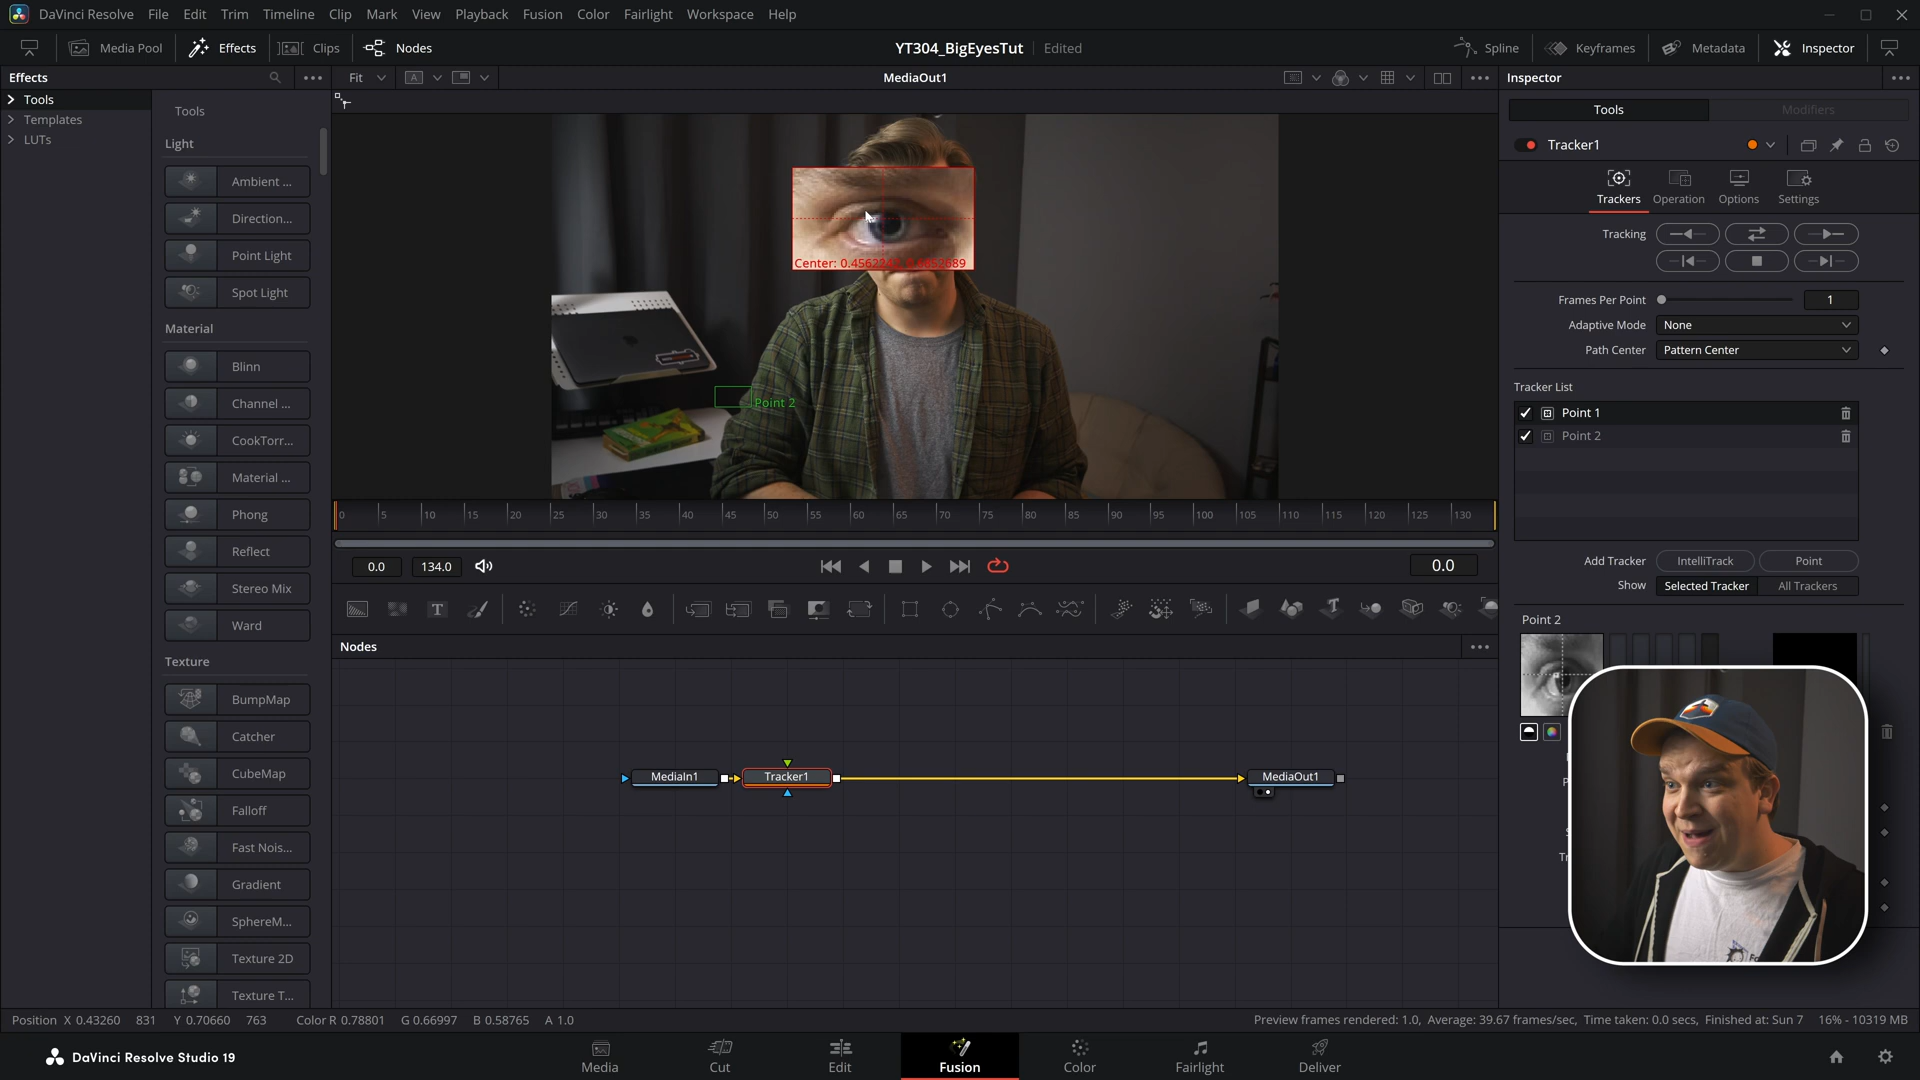 DaVinci Resolve File Edit Trim Timeline Clip Mark View Playback Fusion Color Fairlight Workspace Help
Media Pool Effects Clips Nodes YT304_BigEyesTut Edited Spline Keyframes Metadata Inspector
Effects Fit A MediaOut1 Inspector
Tools
Templates
LUTs
Tools
Light
Ambient ...
Direction...
Point Light
Spot Light
Material
Blinn
Channel ...
CookTorr...
Material ...
Phong
Reflect
Stereo Mix
Ward
Texture
BumpMap
Catcher
CubeMap
Falloff
Fast Nois...
Gradient
SphereM...
Texture 2D
Texture T...
Center:
Point 2
0 5 10 15 20 25 30 35 40 45 50 55 60 65 70 75 80 85 90 95 100 105 110 115 120 125 130
0.0 134.0 0.0
T
Nodes
MediaIn1 Tracker1 MediaOut1
Tools Modifiers
Tracker1
Trackers Operation Options Settings
Tracking
Frames Per Point 1
Adaptive Mode None
Path Center Pattern Center
Tracker List
Point 1
Point 2
Add Tracker IntelliTrack Point
Show Selected Tracker All Trackers
Point 2
Position X 0.43260 831 Y 0.70660 763 Color R 0.78801 G 0.66997 B 0.58765 A 1.0
Preview frames rendered: 1.0, Average: 39.67 frames/sec, Time taken: 0.0 secs, Finished at: Sun 7 16% - 10319 MB
DaVinci Resolve Studio 19
Media Cut Edit Fusion Color Fairlight Deliver